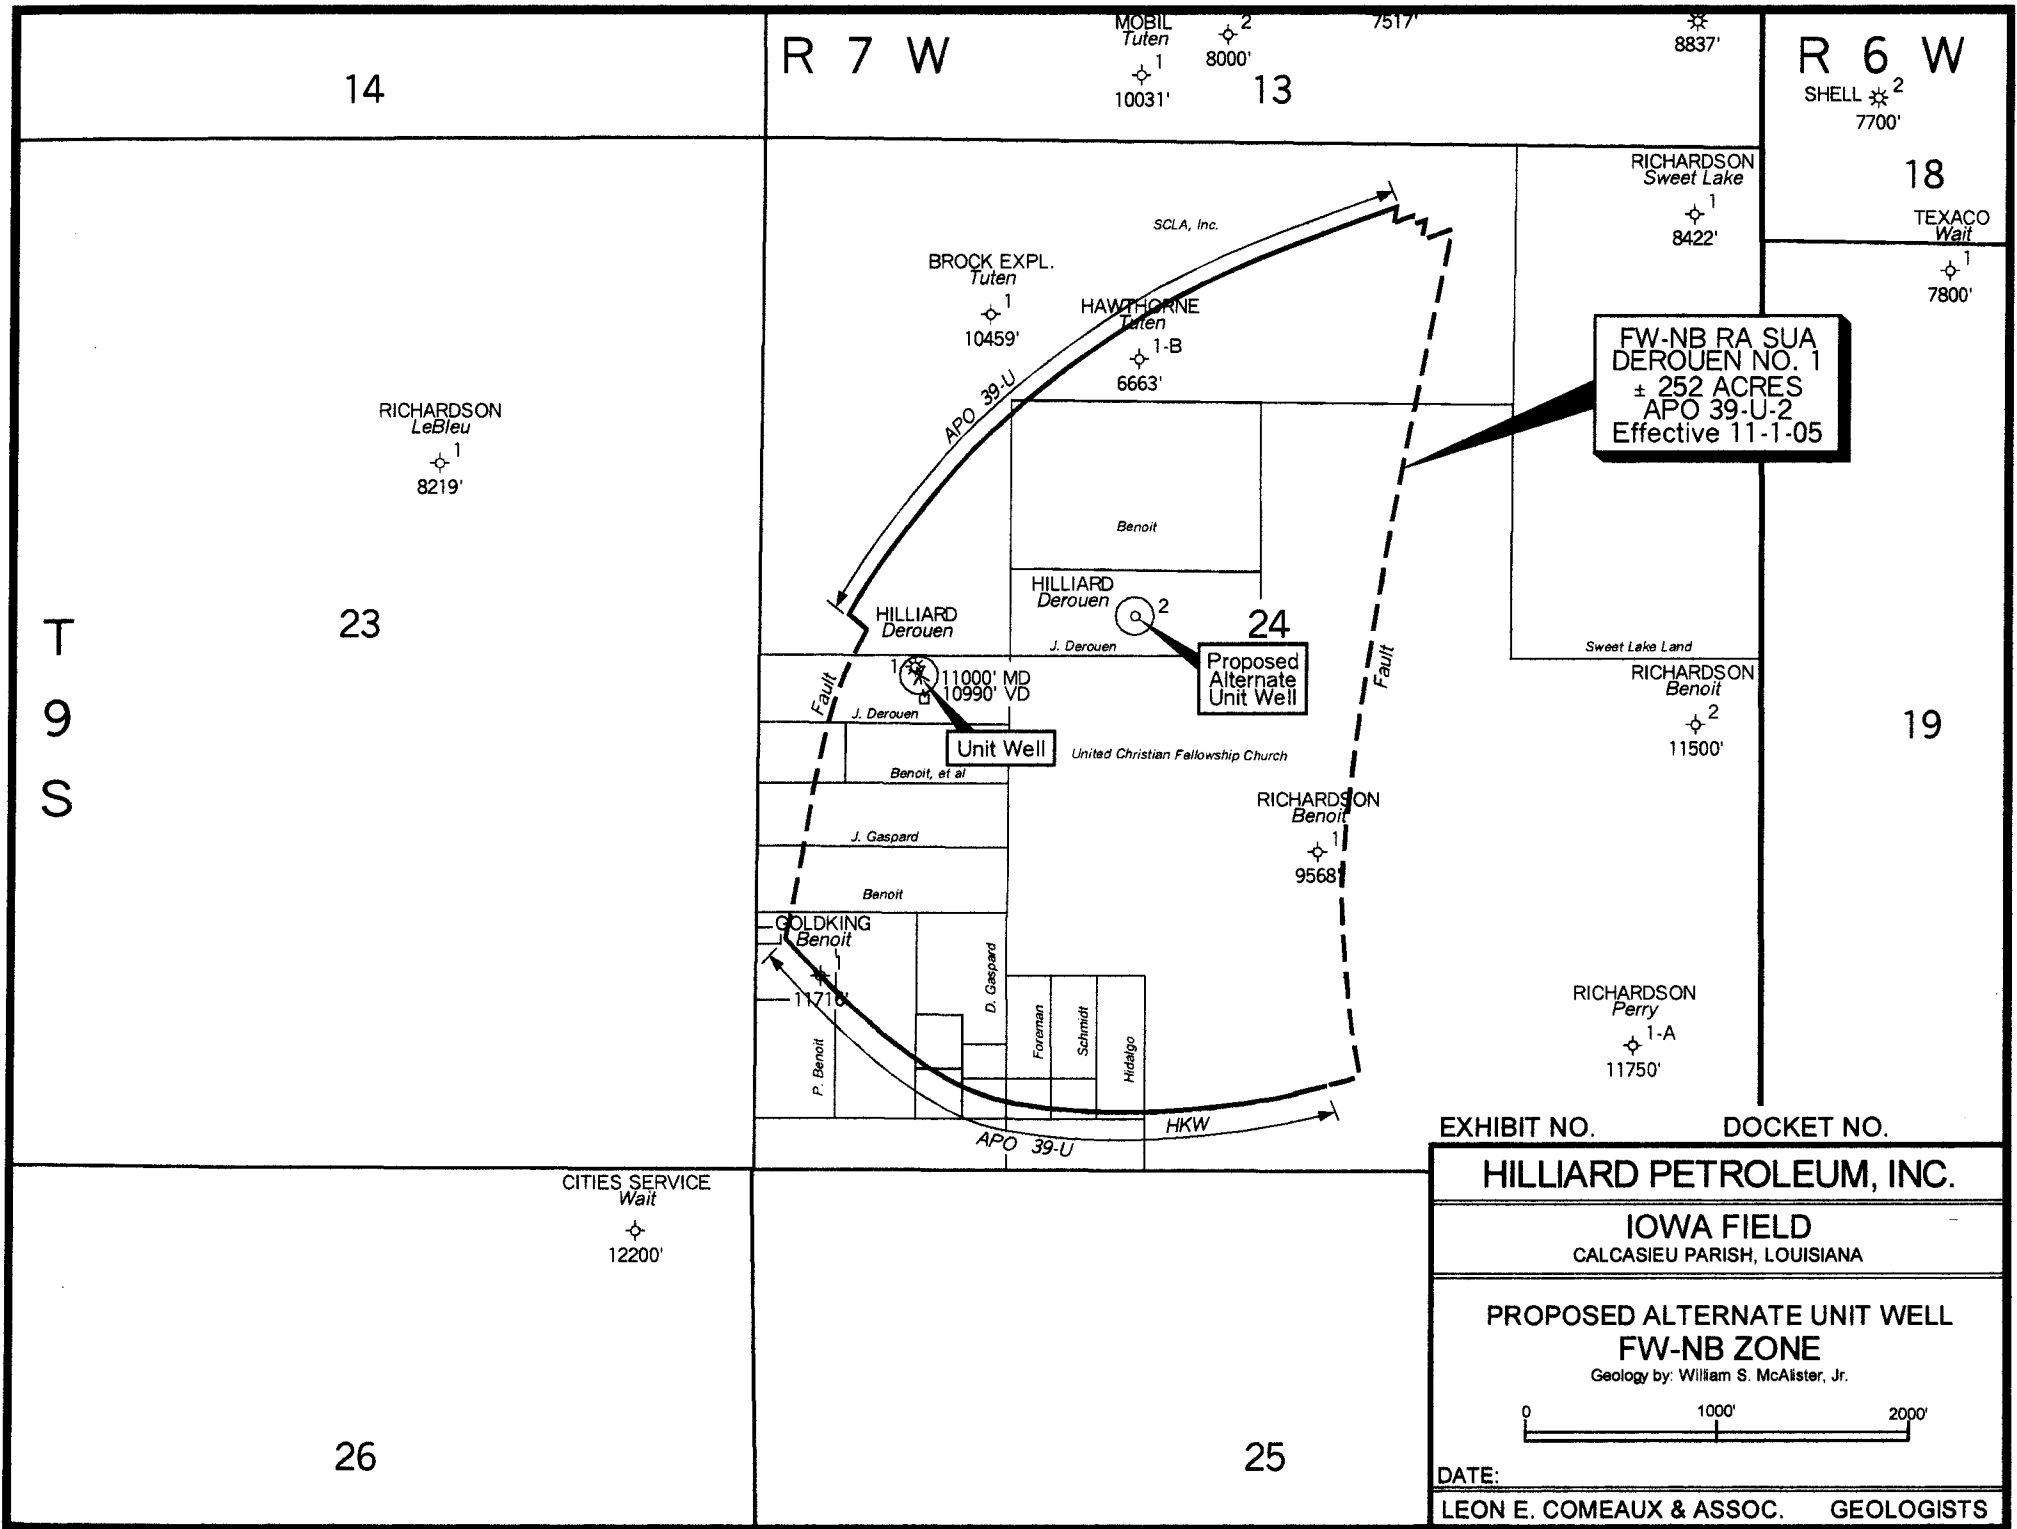 R 7 W
R 6 W
14
13
18
MOBIL
Tuten
1
10031'
2
8000'
7517'
8837'
SHELL
2
7700'
TEXACO
Wait
1
7800'
RICHARDSON
Sweet Lake
1
8422'
SCLA, Inc.
BROCK EXPL.
Tuten
1
10459'
HAWTHORNE
Tuten
1-B
6663'
APO 39-U
FW-NB RA SUA
DEROUEN NO. 1
± 252 ACRES
APO 39-U-2
Effective 11-1-05
RICHARDSON
LeBleu
1
8219'
Benoit
T
9
S
23
HILLIARD
Derouen
2
24
HILLIARD
Derouen
J. Derouen
Sweet Lake Land
Proposed
Alternate
Unit Well
Fault
1
11000' MD
10990' VD
Fault
J. Derouen
Unit Well
United Christian Fellowship Church
RICHARDSON
Benoit
2
11500'
19
Benoit, et al
RICHARDSON
Benoit
1
9568'
J. Gaspard
Benoit
GOLDKING
Benoit
1
11716'
D. Gaspard
Foreman
Schmidt
Hidalgo
P. Benoit
RICHARDSON
Perry
1-A
11750'
HKW
APO 39-U
CITIES SERVICE
Wait
12200'
26
25
EXHIBIT NO. DOCKET NO.
HILLIARD PETROLEUM, INC.
IOWA FIELD
CALCASIEU PARISH, LOUISIANA
PROPOSED ALTERNATE UNIT WELL
FW-NB ZONE
Geology by: William S. McAlister, Jr.
0 1000' 2000'
DATE:
LEON E. COMEAUX & ASSOC. GEOLOGISTS